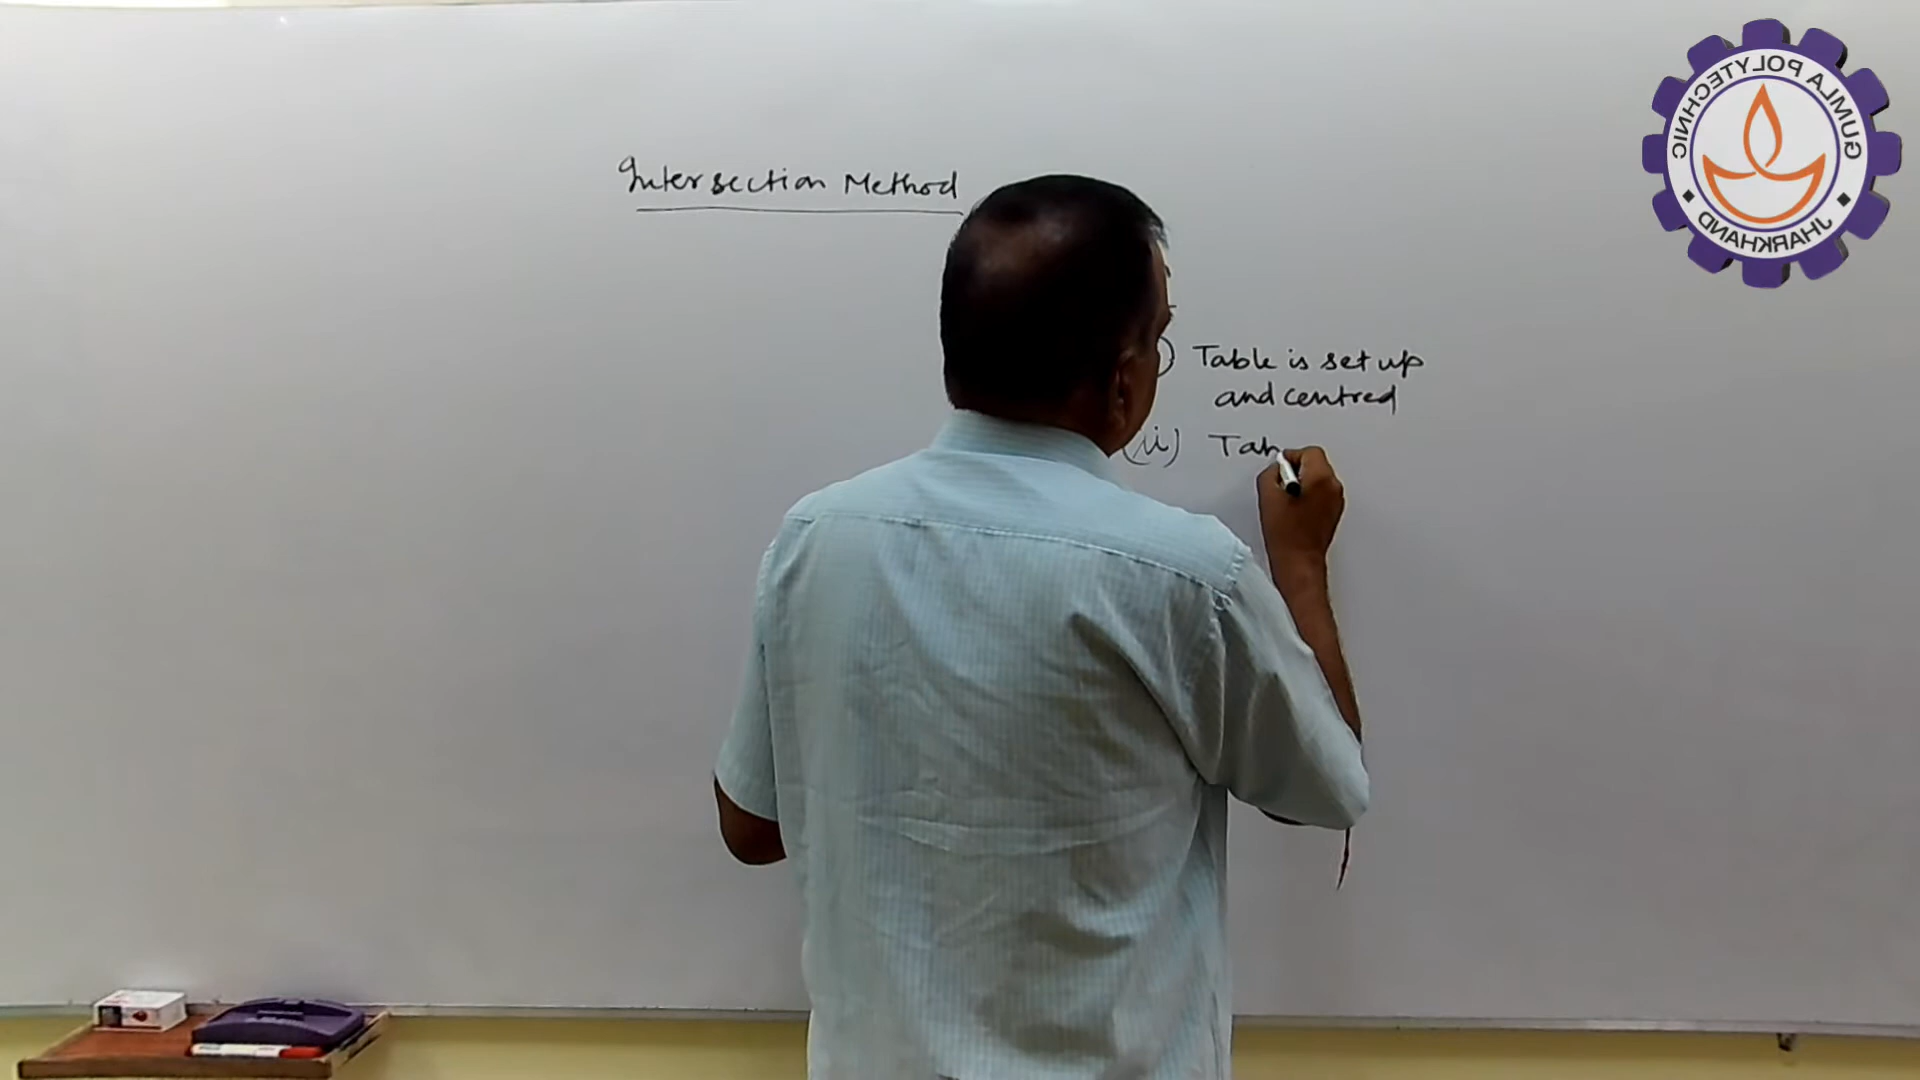 Intersection Method
Table is set up
and centred
(ii) Tab
GUMLA POLYTECHNIC
JHARKHAND